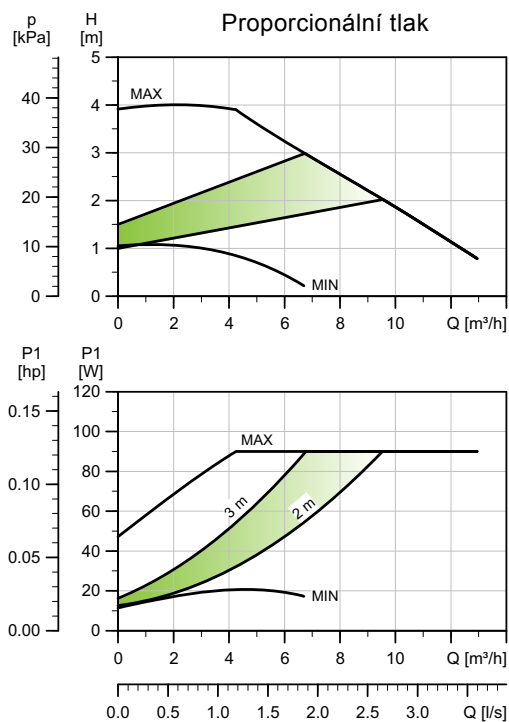 Proporcionální tlak
p H
[kPa] [m]
5
40 4
MAX
30 3
20 2
10 1
0 0
MIN
0 2 4 6 8 10 Q [m³/h]
P1 P1
[hp] [W]
120
0.15
100
MAX
0.10 80
60
3 m 2 m
0.05 40
20
MIN
0.00 0
0 2 4 6 8 10 Q [m³/h]
0.0 0.5 1.0 1.5 2.0 2.5 3.0 Q [l/s]